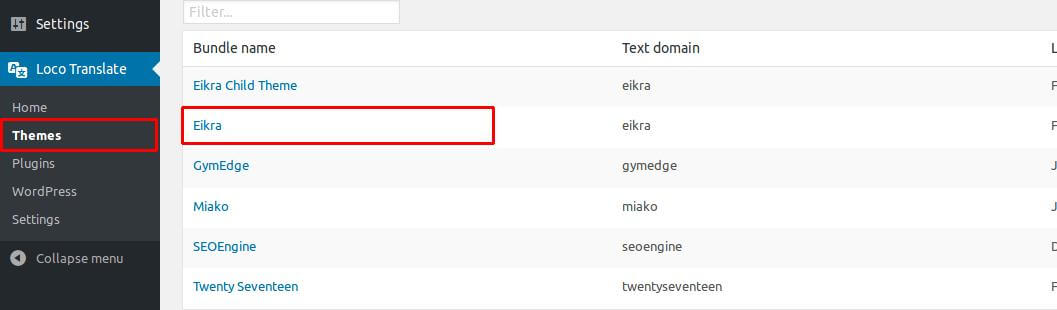 Settings
Loco Translate
Home
Themes
Plugins
WordPress
Settings
Collapse menu
Filter...
Bundle name Text domain L
Eikra Child Theme eikra F
Eikra eikra F
GymEdge gymedge J
Miako miako J
SEOEngine seoengine D
Twenty Seventeen twentyseventeen F